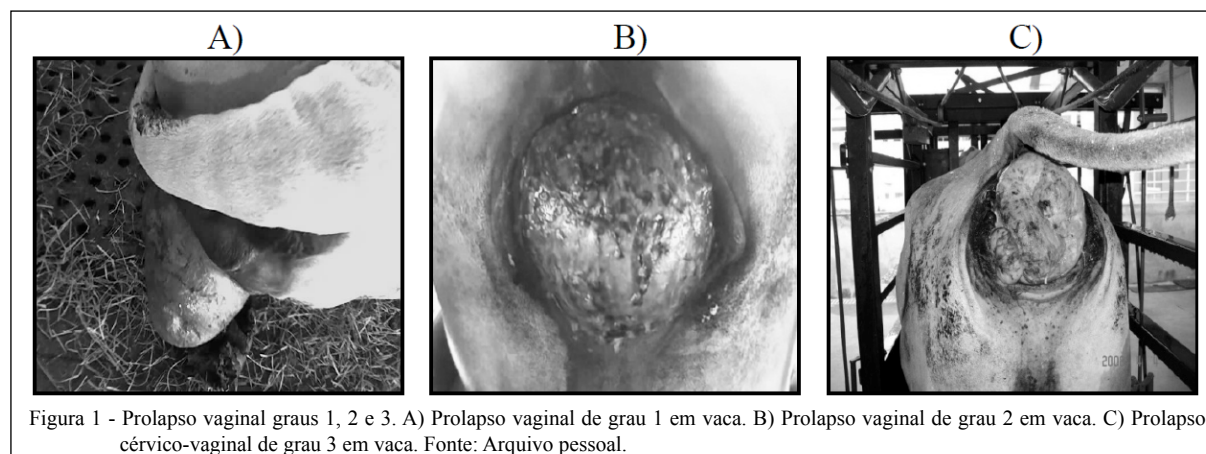 A)
B)
C)
Figura 1 - Prolapso vaginal graus 1, 2 e 3. A) Prolapso vaginal de grau 1 em vaca. B) Prolapso vaginal de grau 2 em vaca. C) Prolapso
cérvico-vaginal de grau 3 em vaca. Fonte: Arquivo pessoal.